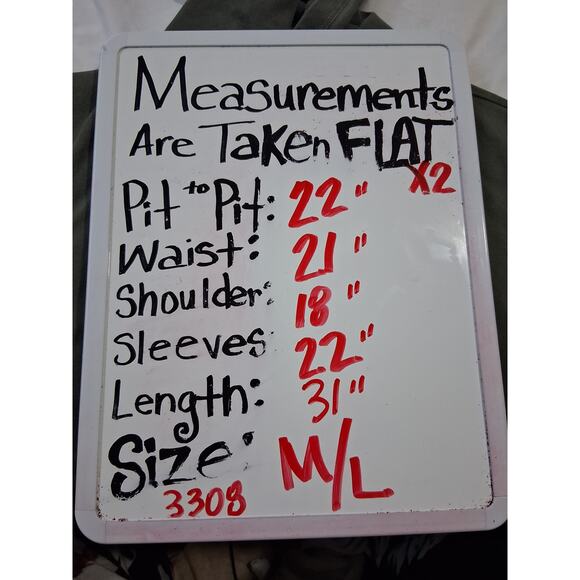 Measurements
Are Taken FLAT
X2
Pit to Pit: 22"
Waist: 21"
Shoulder: 18"
Sleeves: 22"
Length: 31"
Size: M/L
3308